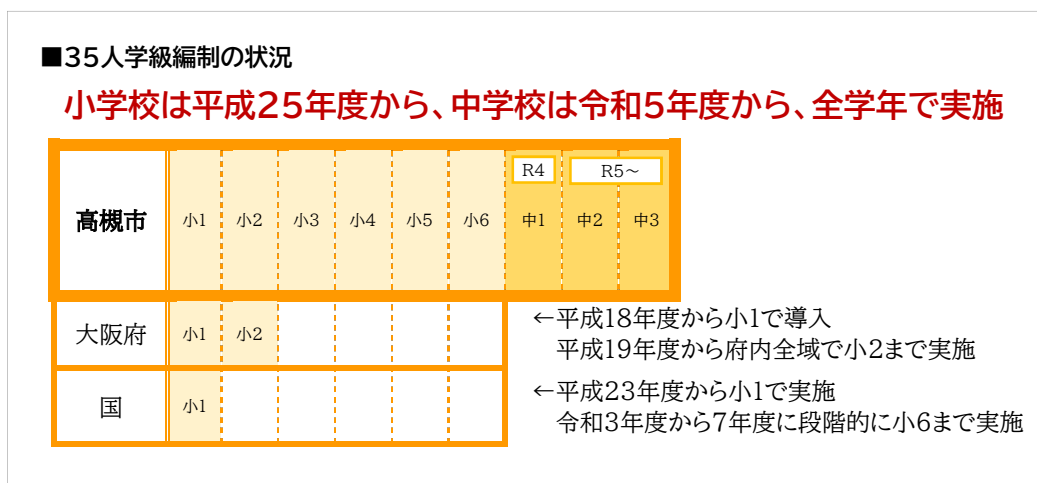 ■35人学級編制の状況
小学校は平成25年度から、中学校は令和5年度から、全学年で実施
R4 R5~
高槻市 小1 小2 小3 小4 小5 小6 中1 中2 中3
大阪府 小1 小2
←平成18年度から小1で導入
平成19年度から府内全域で小2まで実施
国 小1
←平成23年度から小1で実施
令和3年度から7年度に段階的に小6まで実施